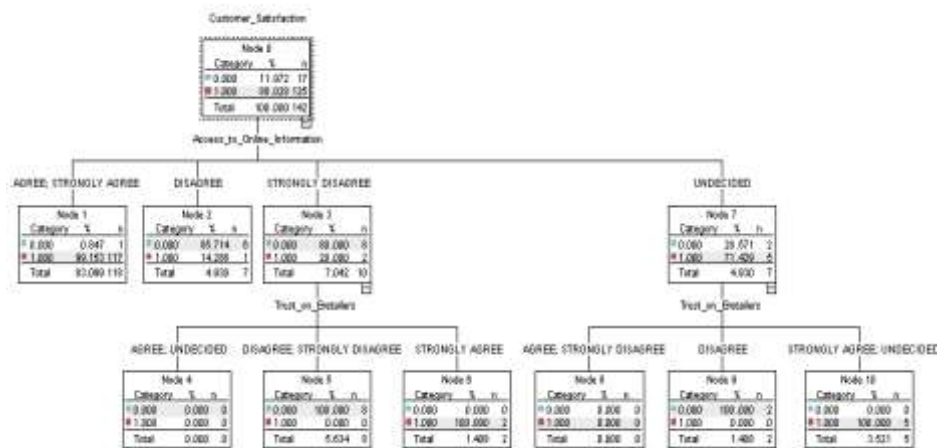 Customer_Satisfaction
Node 0
Category % n
0.000 11.972 17
1.000 88.028 125
Total 100.000 142
Access_to_Online_Information
AGREE; STRONGLY AGREE DISAGREE STRONGLY DISAGREE UNDECIDED
Node 1 Node 2 Node 3 Node 7
Category % n Category % n Category % n Category % n
0.000 0.847 1 0.000 85.714 6 0.000 80.000 8 0.000 28.571 2
1.000 99.153 117 1.000 14.286 1 1.000 20.000 2 1.000 71.429 5
Total 83.099 118 Total 4.930 7 Total 7.042 10 Total 4.930 7
Trust_on_Eretailers Trust_on_Eretailers
AGREE; UNDECIDED DISAGREE; STRONGLY DISAGREE STRONGLY AGREE AGREE; STRONGLY DISAGREE DISAGREE STRONGLY AGREE; UNDECIDED
Node 4 Node 5 Node 6 Node 8 Node 9 Node 10
Category % n Category % n Category % n Category % n Category % n Category % n
0.000 0.000 0 0.000 100.000 8 0.000 0.000 0 0.000 0.000 0 0.000 100.000 2 0.000 0.000 0
1.000 0.000 0 1.000 0.000 0 1.000 100.000 2 1.000 0.000 0 1.000 0.000 0 1.000 100.000 5
Total 0.000 0 Total 5.634 8 Total 1.408 2 Total 0.000 0 Total 1.408 2 Total 3.521 5